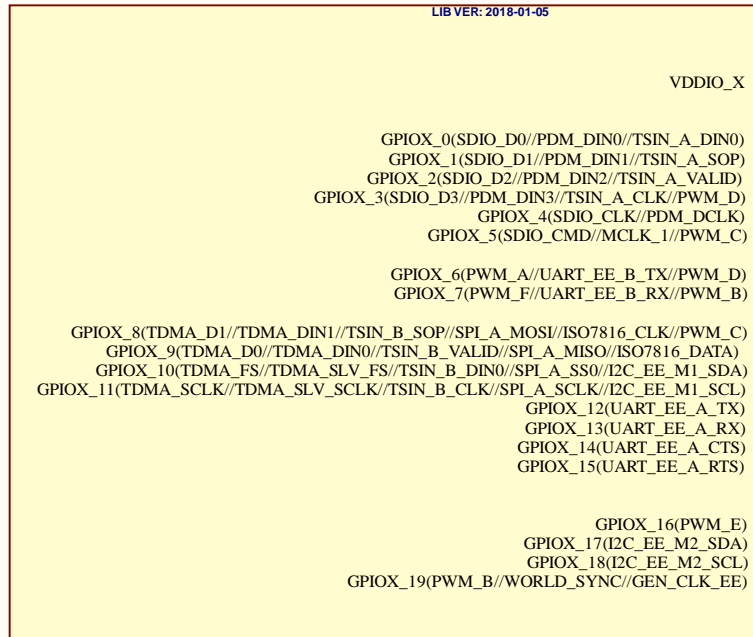 LIB VER: 2018-01-05
VDDIO_X
GPIOX_0(SDIO_D0//PDM_DIN0//TSIN_A_DIN0)
GPIOX_1(SDIO_D1//PDM_DIN1//TSIN_A_SOP)
GPIOX_2(SDIO_D2//PDM_DIN2//TSIN_A_VALID)
GPIOX_3(SDIO_D3//PDM_DIN3//TSIN_A_CLK//PWM_D)
GPIOX_4(SDIO_CLK//PDM_DCLK)
GPIOX_5(SDIO_CMD//MCLK_1//PWM_C)
GPIOX_6(PWM_A//UART_EE_B_TX//PWM_D)
GPIOX_7(PWM_F//UART_EE_B_RX//PWM_B)
GPIOX_8(TDMA_D1//TDMA_DIN1//TSIN_B_SOP//SPI_A_MOSI//ISO7816_CLK//PWM_C)
GPIOX_9(TDMA_D0//TDMA_DIN0//TSIN_B_VALID//SPI_A_MISO//ISO7816_DATA)
GPIOX_10(TDMA_FS//TDMA_SLV_FS//TSIN_B_DIN0//SPI_A_SS0//I2C_EE_M1_SDA)
GPIOX_11(TDMA_SCLK//TDMA_SLV_SCLK//TSIN_B_CLK//SPI_A_SCLK//I2C_EE_M1_SCL)
GPIOX_12(UART_EE_A_TX)
GPIOX_13(UART_EE_A_RX)
GPIOX_14(UART_EE_A_CTS)
GPIOX_15(UART_EE_A_RTS)
GPIOX_16(PWM_E)
GPIOX_17(I2C_EE_M2_SDA)
GPIOX_18(I2C_EE_M2_SCL)
GPIOX_19(PWM_B//WORLD_SYNC//GEN_CLK_EE)